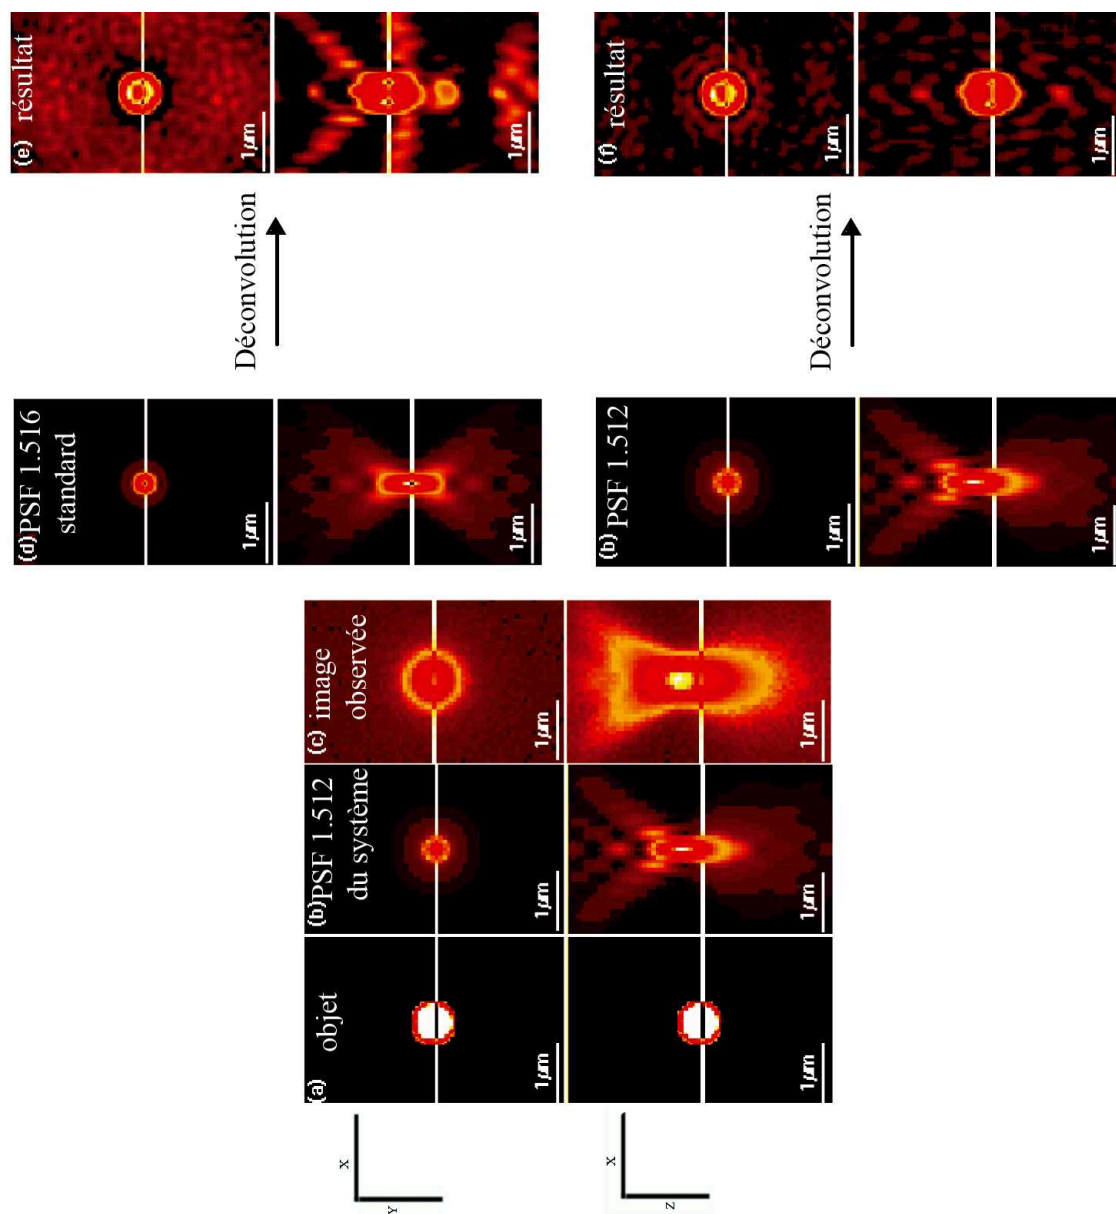 X
Y
X
Z
(a) objet
1µm
1µm
(b) PSF 1.512
du système
1µm
1µm
(c) image
observée
1µm
1µm
(d) PSF 1.516
standard
1µm
1µm
Déconvolution
(e) résultat
1µm
1µm
(b) PSF 1.512
1µm
1µm
Déconvolution
(f) résultat
1µm
1µm